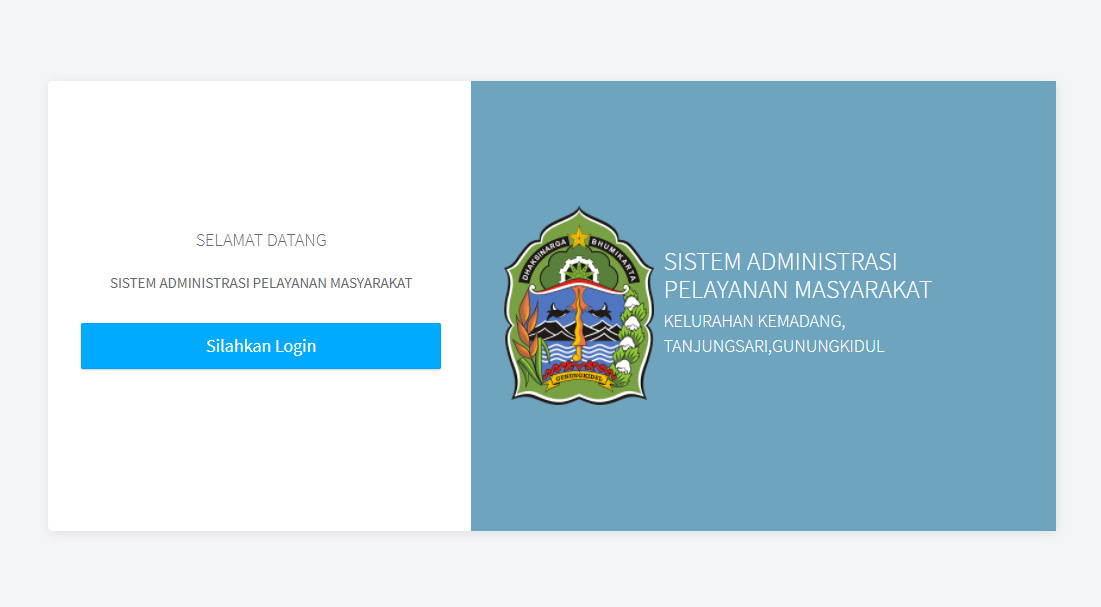 SELAMAT DATANG
SISTEM ADMINISTRASI PELAYANAN MASYARAKAT
Silahkan Login
DHAKSINARGA BHUMIKARTA
GUNUNGKIDUL
SISTEM ADMINISTRASI
PELAYANAN MASYARAKAT
KELURAHAN KEMADANG,
TANJUNGSARI,GUNUNGKIDUL